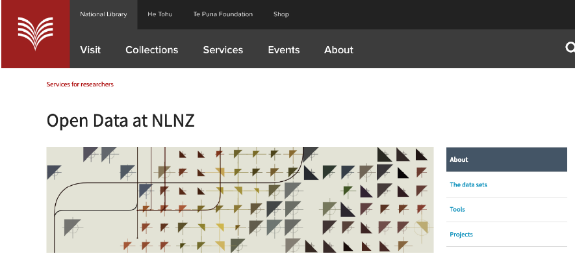 National Library He Tohu Te Puna Foundation Shop
Visit Collections Services Events About
Services for researchers
Open Data at NLNZ
About
The data sets
Tools
Projects